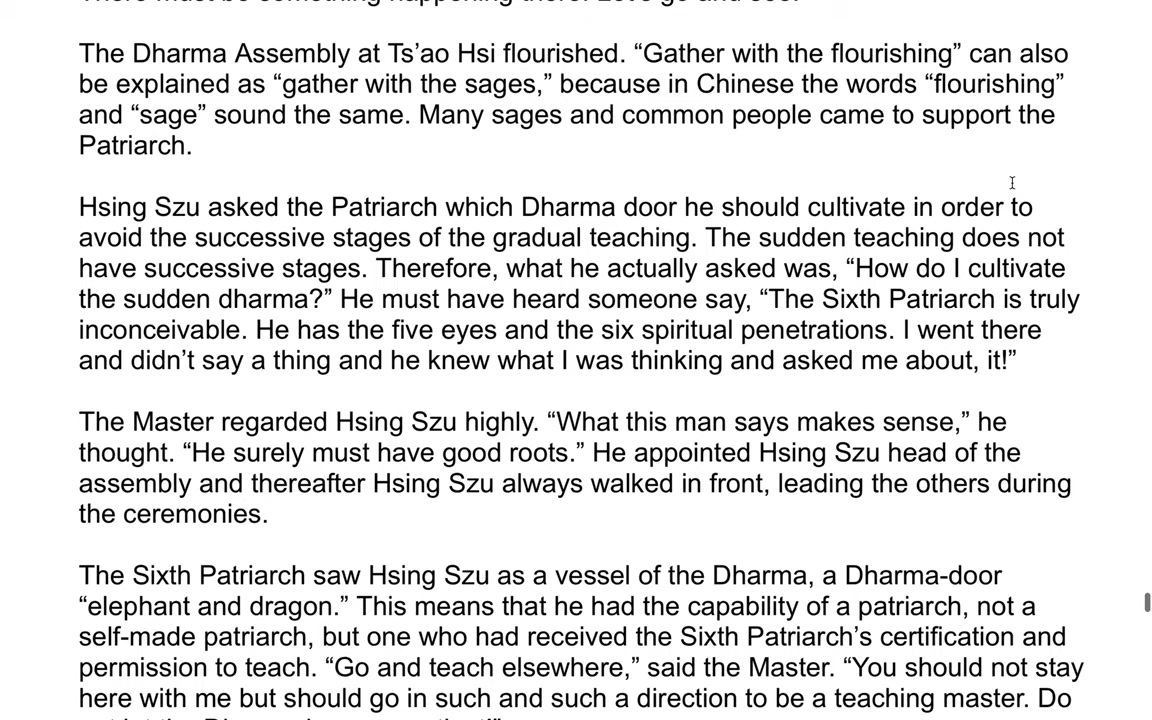 The Dharma Assembly at Ts’ao Hsi flourished. “Gather with the flourishing” can also
be explained as “gather with the sages,” because in Chinese the words “flourishing”
and “sage” sound the same. Many sages and common people came to support the
Patriarch.
Hsing Szu asked the Patriarch which Dharma door he should cultivate in order to
avoid the successive stages of the gradual teaching. The sudden teaching does not
have successive stages. Therefore, what he actually asked was, “How do I cultivate
the sudden dharma?” He must have heard someone say, “The Sixth Patriarch is truly
inconceivable. He has the five eyes and the six spiritual penetrations. I went there
and didn’t say a thing and he knew what I was thinking and asked me about, it!”
The Master regarded Hsing Szu highly. “What this man says makes sense,” he
thought. “He surely must have good roots.” He appointed Hsing Szu head of the
assembly and thereafter Hsing Szu always walked in front, leading the others during
the ceremonies.
The Sixth Patriarch saw Hsing Szu as a vessel of the Dharma, a Dharma-door
“elephant and dragon.” This means that he had the capability of a patriarch, not a
self-made patriarch, but one who had received the Sixth Patriarch’s certification and
permission to teach. “Go and teach elsewhere,” said the Master. “You should not stay
here with me but should go in such and such a direction to be a teaching master. Do